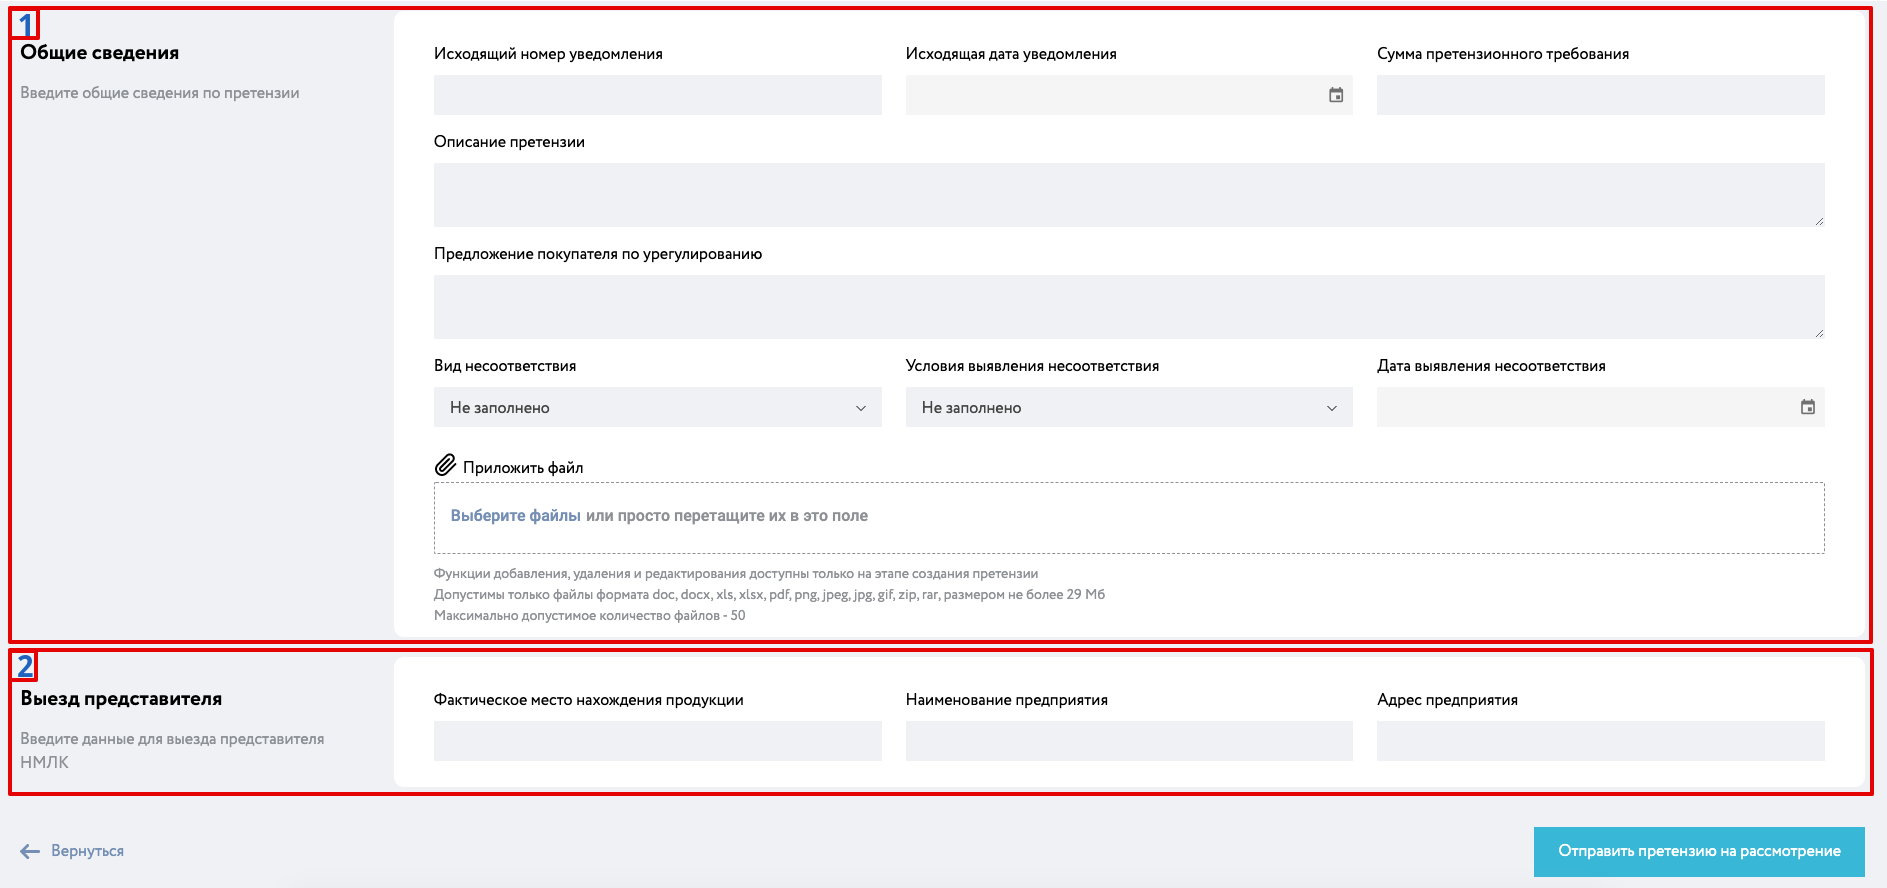 1
Общие сведения
Введите общие сведения по претензии
Исходящий номер уведомления
Исходящая дата уведомления
Сумма претензионного требования
Описание претензии
Предложение покупателя по урегулированию
Вид несоответствия
Условия выявления несоответствия
Дата выявления несоответствия
Не заполнено
Не заполнено
Приложить файл
Выберите файлы или просто перетащите их в это поле
Функции добавления, удаления и редактирования доступны только на этапе создания претензии
Допустимы только файлы формата doc, docx, xls, xlsx, pdf, png, jpeg, jpg, gif, zip, rar, размером не более 29 Мб
Максимально допустимое количество файлов - 50
2
Выезд представителя
Введите данные для выезда представителя
НМЛК
Фактическое место нахождения продукции
Наименование предприятия
Адрес предприятия
Вернуться
Отправить претензию на рассмотрение